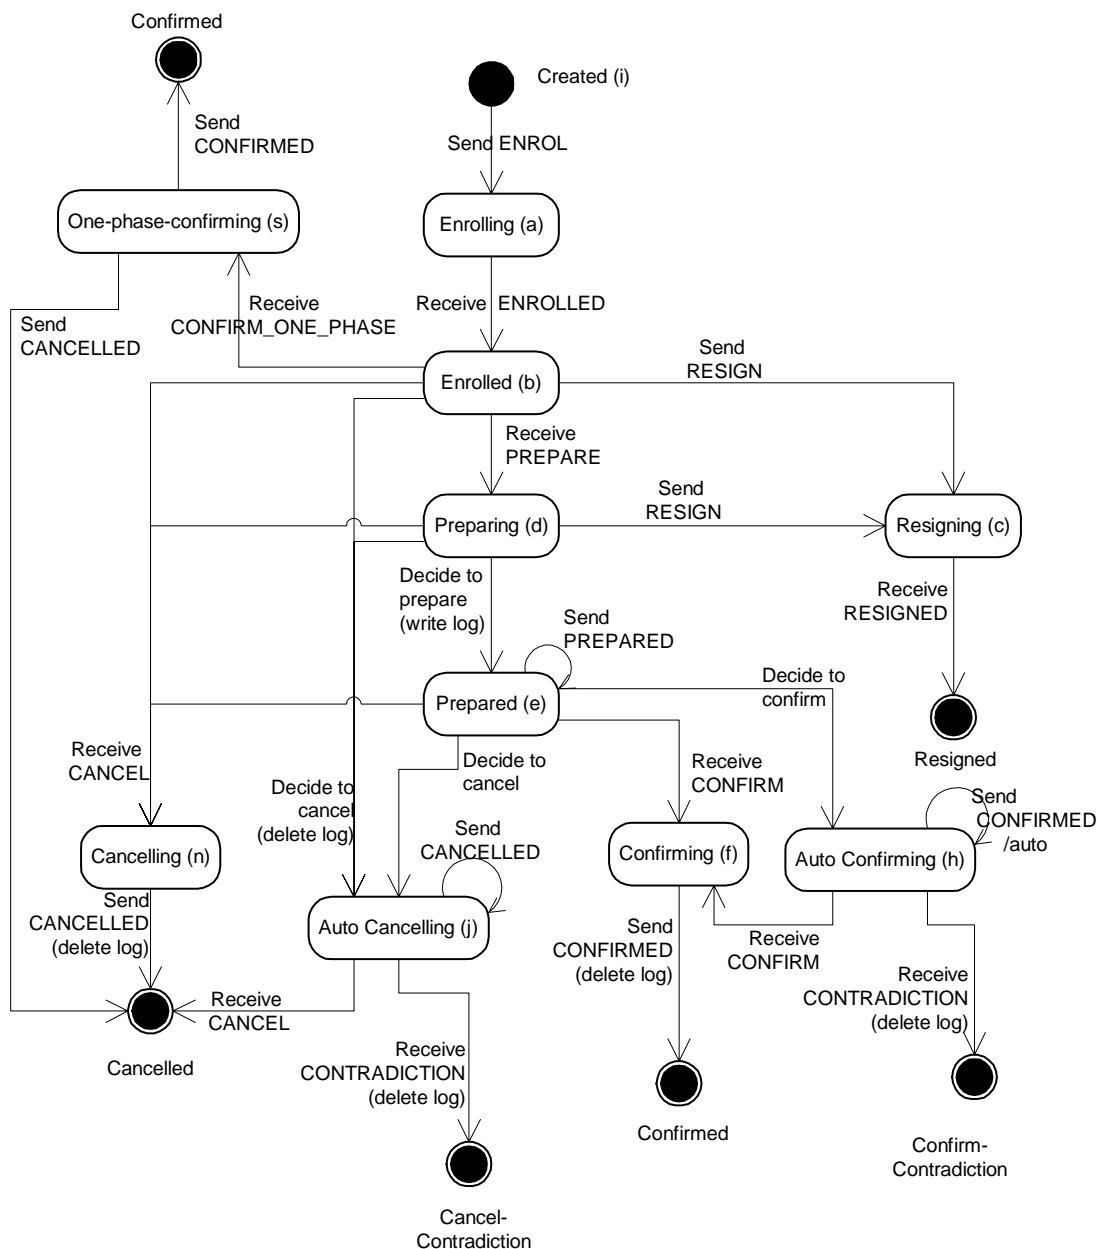 Confirmed
Created (i)
Send
CONFIRMED
Send ENROL
One-phase-confirming (s)
Enrolling (a)
Receive
CONFIRM_ONE_PHASE
Receive ENROLLED
Send
CANCELLED
Send
RESIGN
Enrolled (b)
Receive
PREPARE
Send
RESIGN
Preparing (d)
Resigning (c)
Decide to
prepare
(write log)
Receive
RESIGNED
Send
PREPARED
Decide to
confirm
Prepared (e)
Resigned
Receive
CANCEL
Decide to
cancel
(delete log)
Decide to
cancel
Receive
CONFIRM
Send
CONFIRMED
/auto
Send
CANCELLED
Cancelling (n)
Confirming (f)
Auto Confirming (h)
Send
CANCELLED
(delete log)
Auto Cancelling (j)
Send
CONFIRMED
(delete log)
Receive
CONFIRM
Receive
CONTRADICTION
(delete log)
Receive
CANCEL
Cancelled
Receive
CONTRADICTION
(delete log)
Confirmed
Confirm-
Contradiction
Cancel-
Contradiction